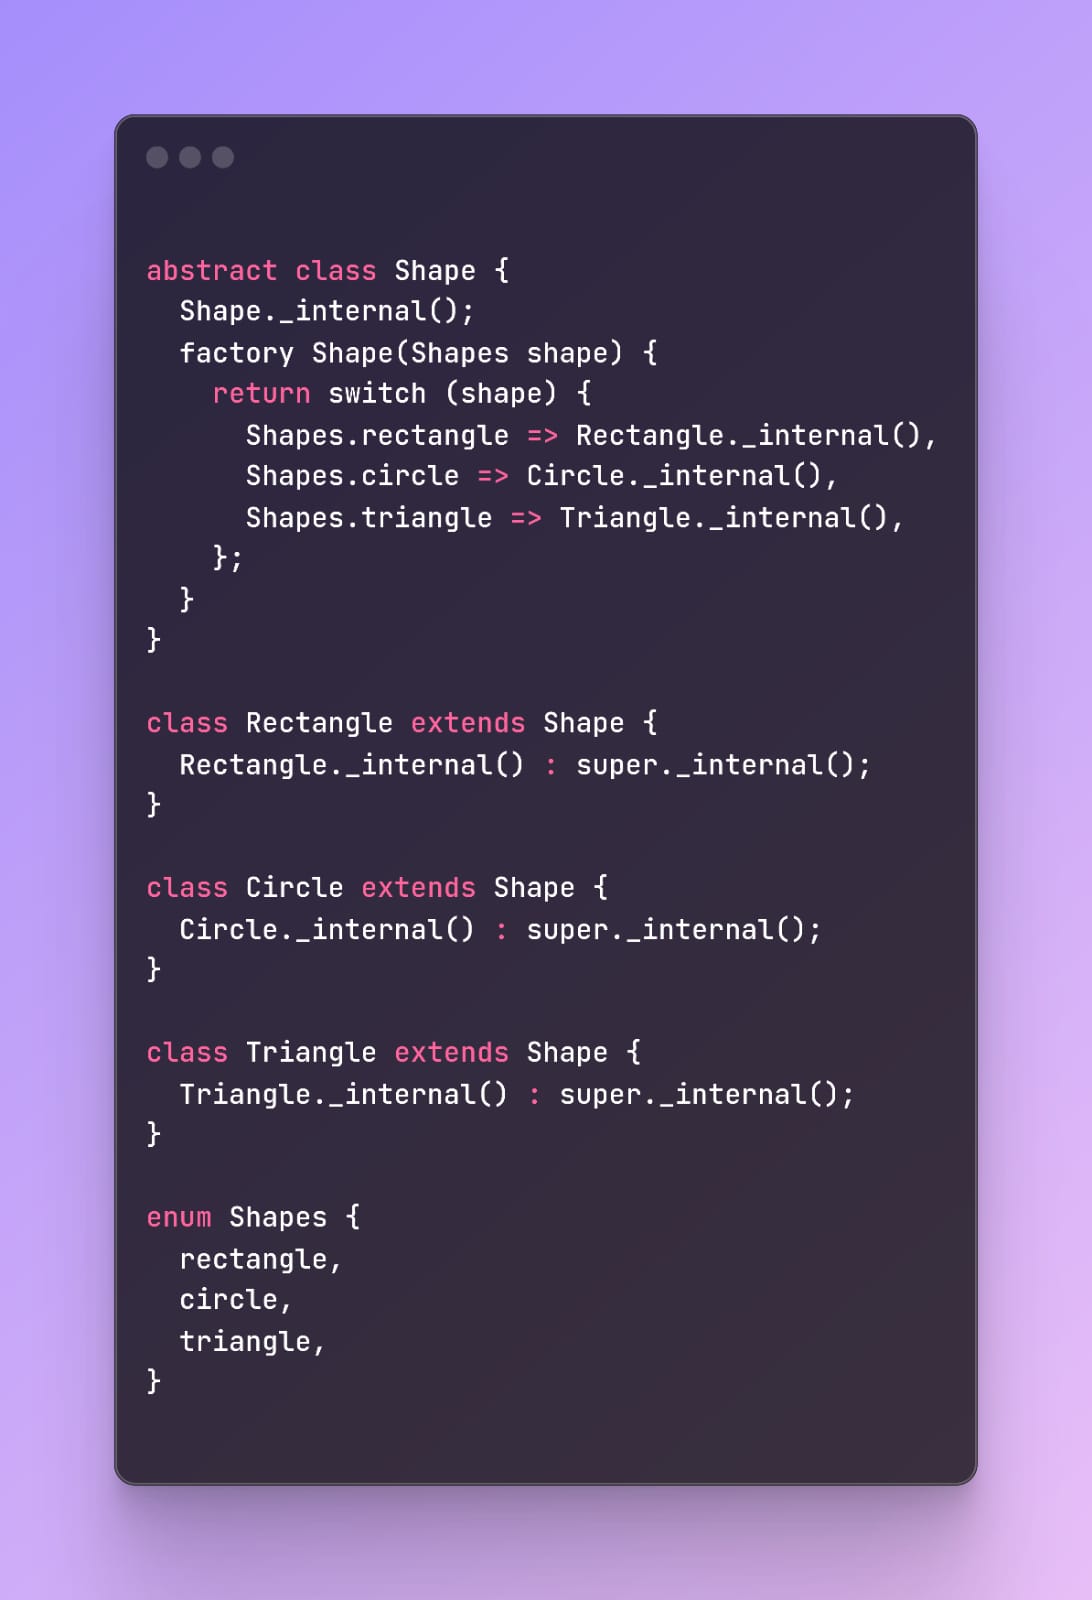 abstract class Shape {
  Shape._internal();
  factory Shape(Shapes shape) {
    return switch (shape) {
      Shapes.rectangle => Rectangle._internal(),
      Shapes.circle => Circle._internal(),
      Shapes.triangle => Triangle._internal(),
    };
  }
}

class Rectangle extends Shape {
  Rectangle._internal() : super._internal();
}

class Circle extends Shape {
  Circle._internal() : super._internal();
}

class Triangle extends Shape {
  Triangle._internal() : super._internal();
}

enum Shapes {
  rectangle,
  circle,
  triangle,
}